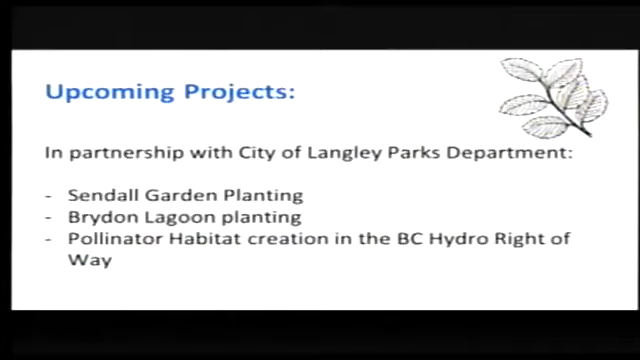 Upcoming Projects:
In partnership with City of Langley Parks Department:
- Sendall Garden Planting
- Brydon Lagoon planting
- Pollinator Habitat creation in the BC Hydro Right of
Way